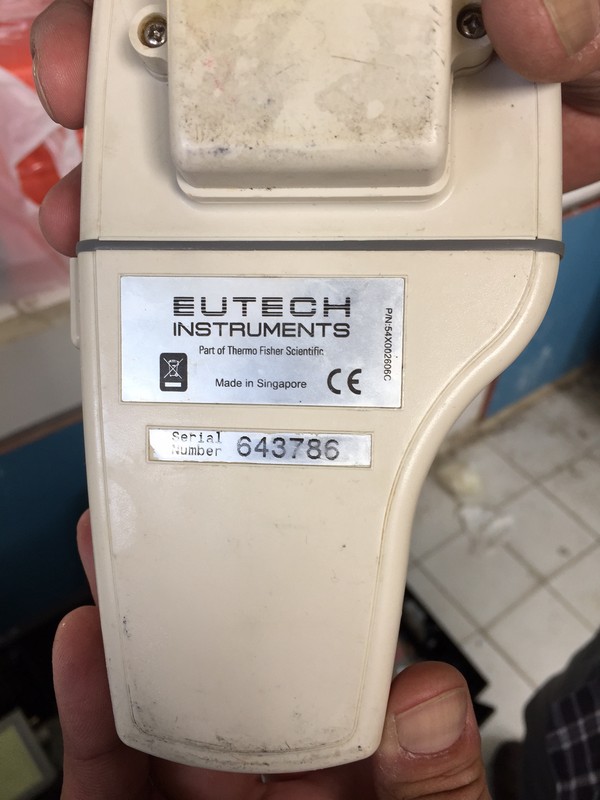 EUTECH
INSTRUMENTS
Part of Thermo Fisher Scientific
Made in Singapore CE
P/N:54X002606C
Serial
Number 643786